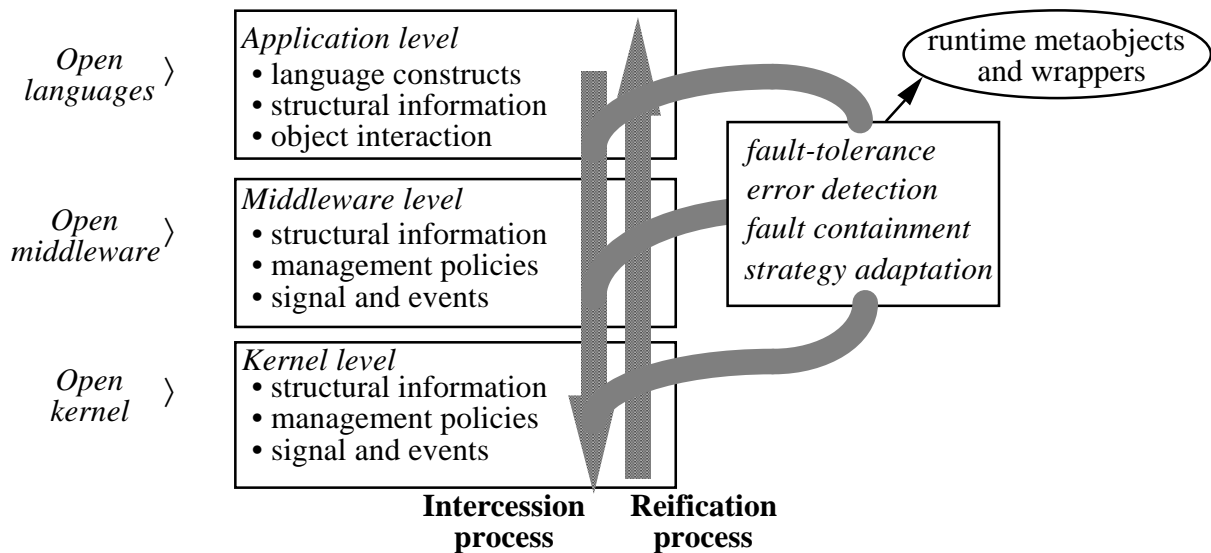 Open
languages 〉
Application level
• language constructs
• structural information
• object interaction
runtime metaobjects
and wrappers
fault-tolerance
error detection
fault containment
strategy adaptation
Open
middleware 〉
Middleware level
• structural information
• management policies
• signal and events
Open
kernel 〉
Kernel level
• structural information
• management policies
• signal and events
Intercession
process
Reification
process